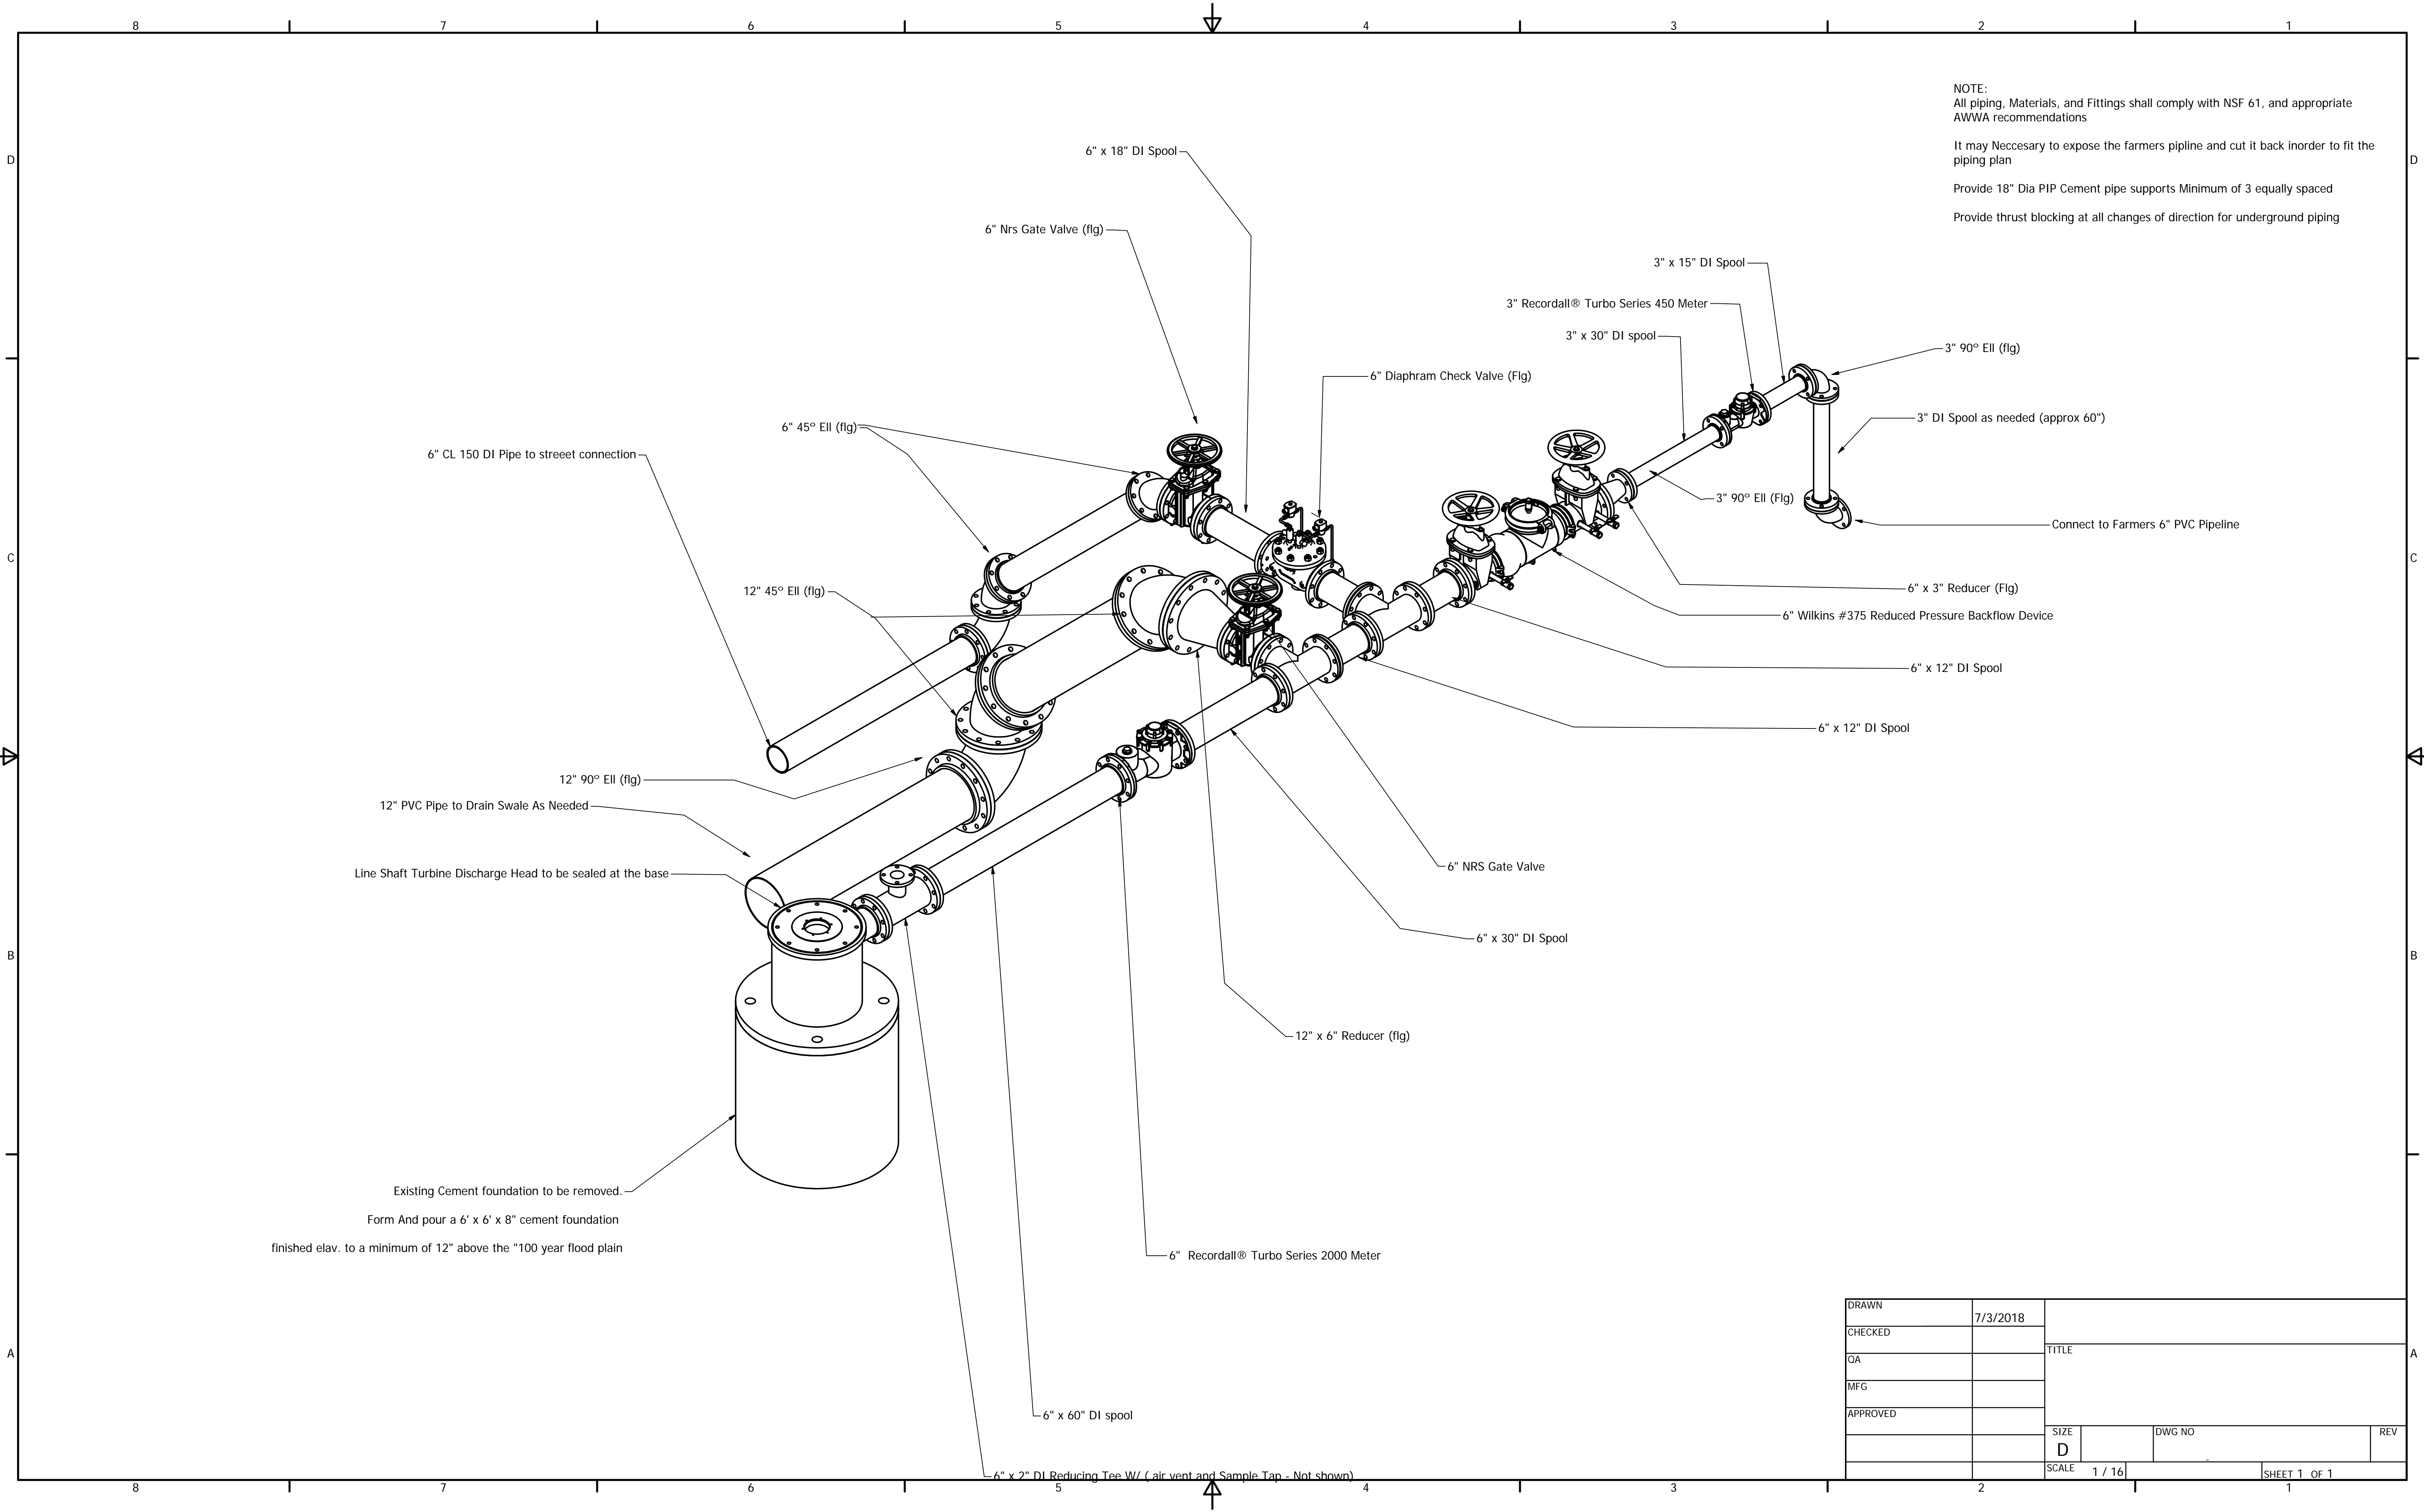 8 7 6 5 4 3 2 1
D
D
C
C
B
B
A
A
NOTE:
All piping, Materials, and Fittings shall comply with NSF 61, and appropriate
AWWA recommendations
It may Neccesary to expose the farmers pipline and cut it back inorder to fit the
piping plan
Provide 18" Dia PIP Cement pipe supports Minimum of 3 equally spaced
Provide thrust blocking at all changes of direction for underground piping
6" x 18" DI Spool
6" Nrs Gate Valve (flg)
3" x 15" DI Spool
3" Recordall® Turbo Series 450 Meter
3" x 30" DI spool
3" 90° Ell (flg)
6" Diaphram Check Valve (Flg)
3" DI Spool as needed (approx 60")
6" 45° Ell (flg)
6" CL 150 DI Pipe to streeet connection
3" 90° Ell (Flg)
Connect to Farmers 6" PVC Pipeline
12" 45° Ell (flg)
6" x 3" Reducer (Flg)
6" Wilkins #375 Reduced Pressure Backflow Device
6" x 12" DI Spool
6" x 12" DI Spool
12" 90° Ell (flg)
12" PVC Pipe to Drain Swale As Needed
Line Shaft Turbine Discharge Head to be sealed at the base
6" NRS Gate Valve
6" x 30" DI Spool
12" x 6" Reducer (flg)
Existing Cement foundation to be removed.
Form And pour a 6' x 6' x 8" cement foundation
finished elav. to a minimum of 12" above the "100 year flood plain
6" Recordall® Turbo Series 2000 Meter
6" x 60" DI spool
6" x 2" DI Reducing Tee W/ ( air vent and Sample Tap - Not shown)
DRAWN
7/3/2018
CHECKED
QA
MFG
APPROVED
TITLE
SIZE
D
DWG NO
-
REV
SCALE 1 / 16
SHEET 1 OF 1
8 7 6 5 4 3 2 1